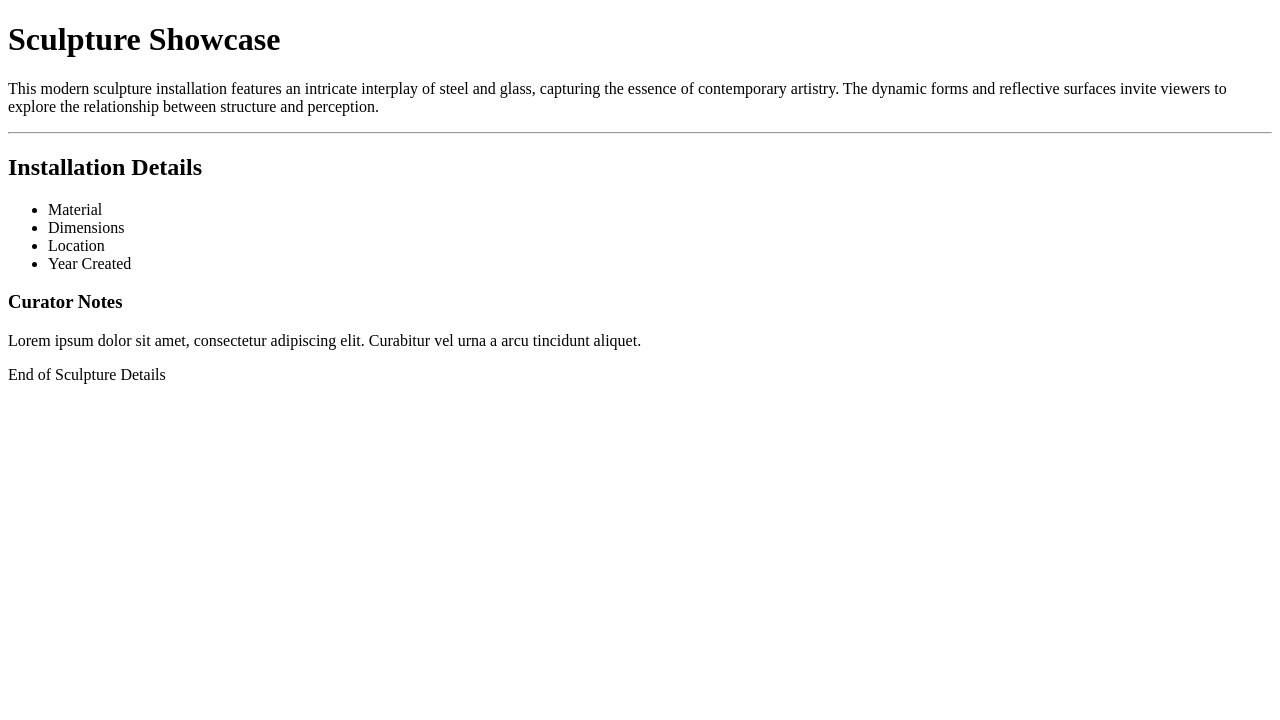 Sculpture Showcase
This modern sculpture installation features an intricate interplay of steel and glass, capturing the essence of contemporary artistry. The dynamic forms and reflective surfaces invite viewers to
explore the relationship between structure and perception.
Installation Details
Material
Dimensions
Location
Year Created
Curator Notes
Lorem ipsum dolor sit amet, consectetur adipiscing elit. Curabitur vel urna a arcu tincidunt aliquet.
End of Sculpture Details